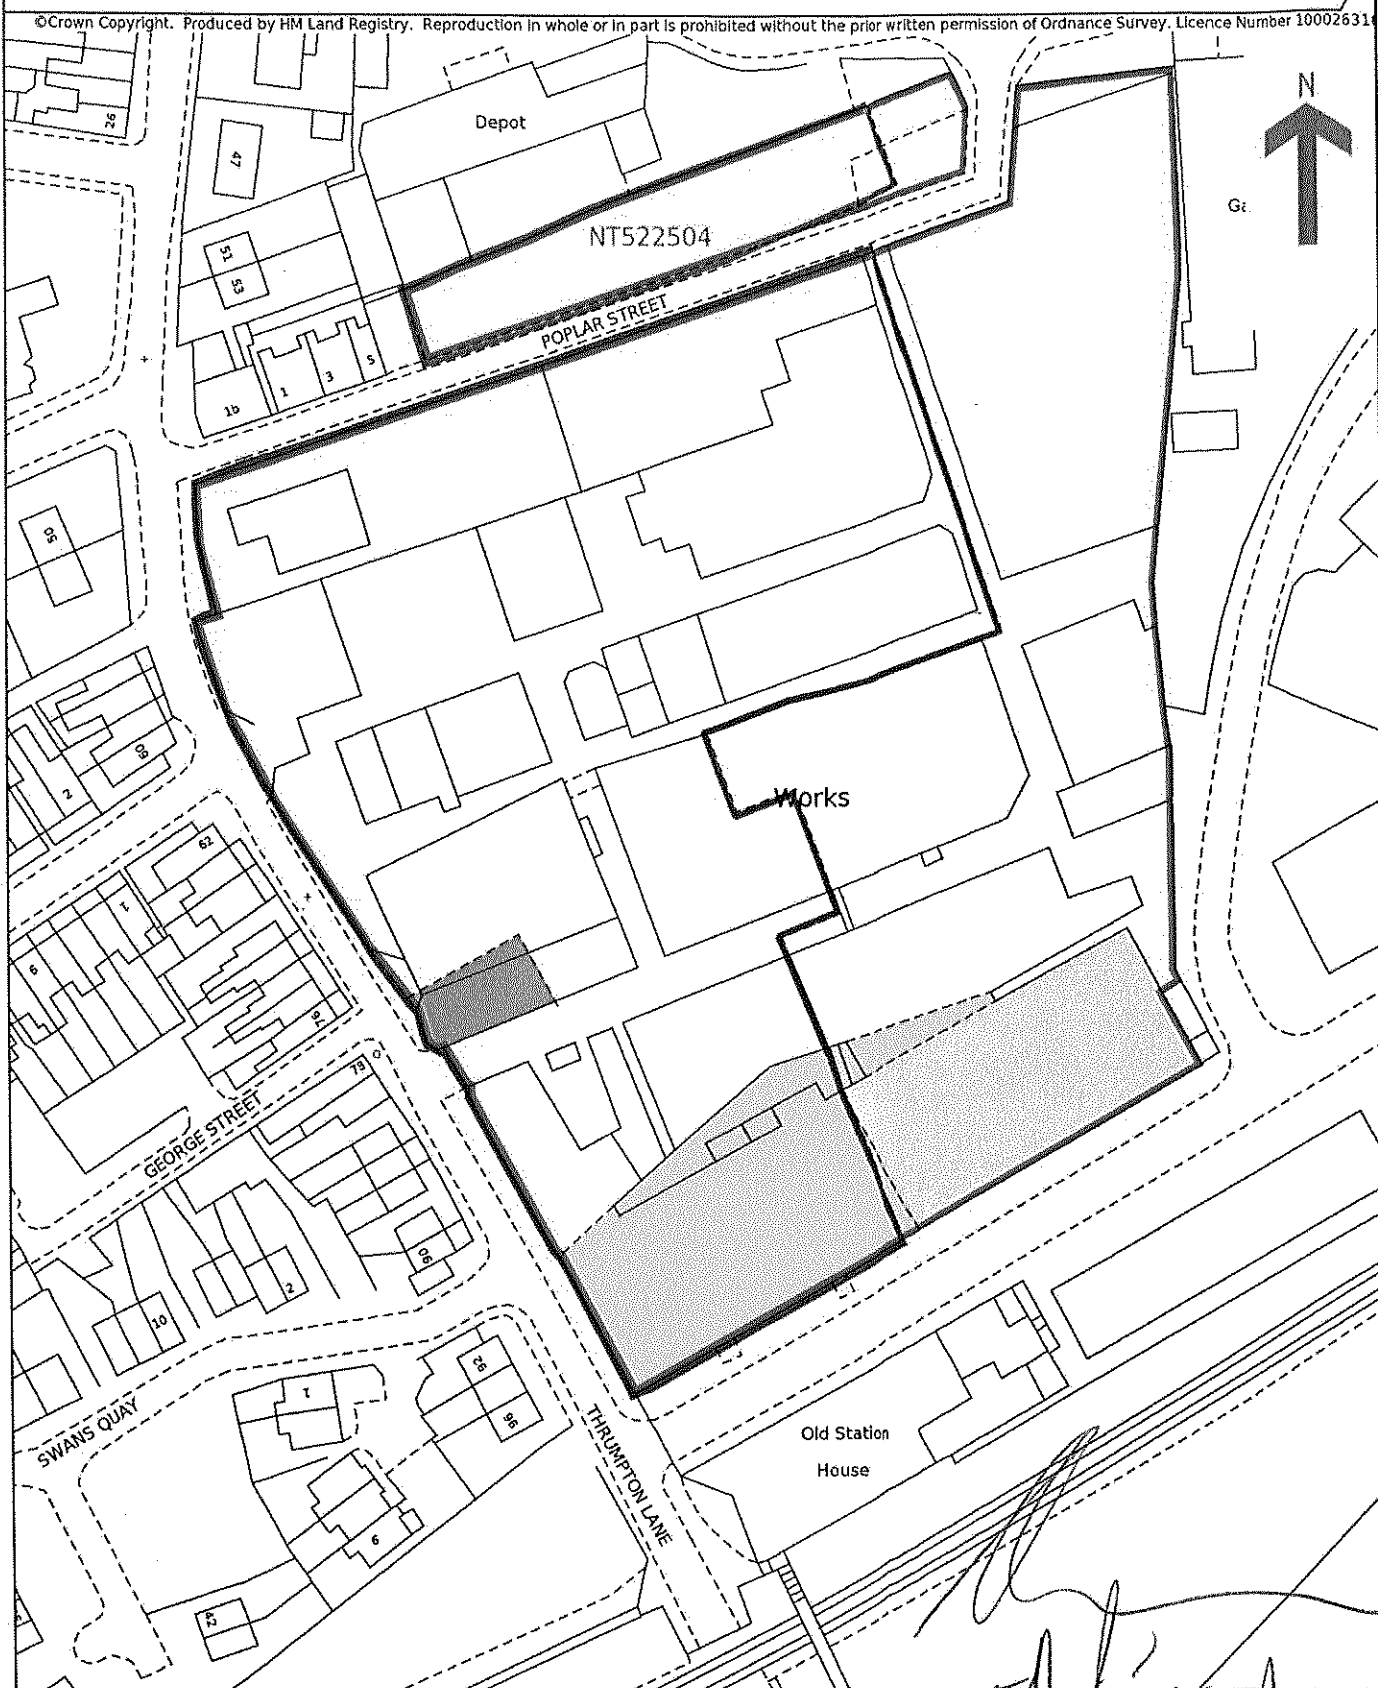 ©Crown Copyright. Produced by HM Land Registry. Reproduction in whole or in part is prohibited without the prior written permission of Ordnance Survey. Licence Number 10002631
26
Depot
N
47
NT522504
51
53
POPLAR STREET
5
3
1
1b
50
60
2
Works
62
1
6
76
79
GEORGE STREET
90
2
10
92
1
96
SWANS QUAY
THRUMPTON LANE
Old Station
House
6
42